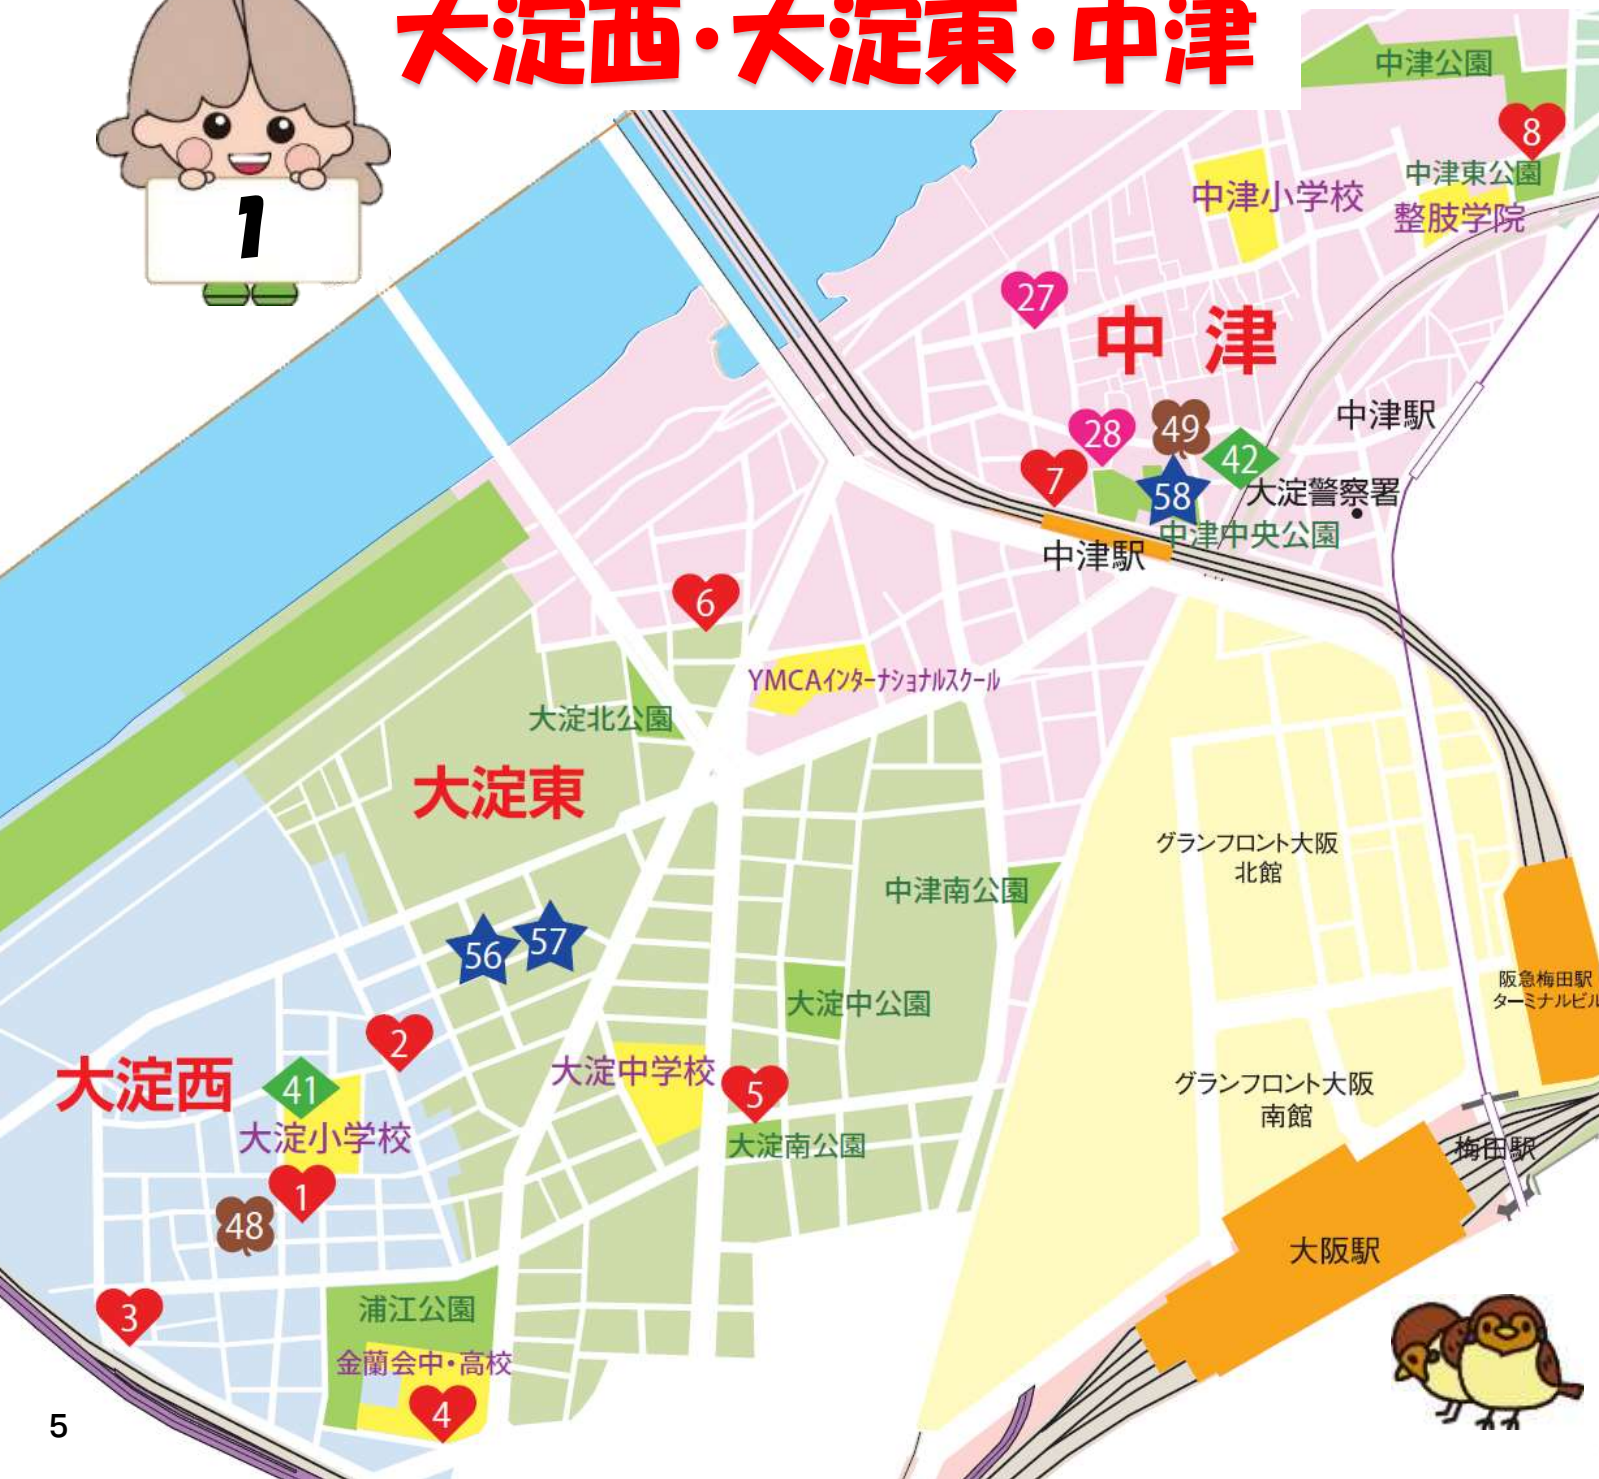 大淀西・大淀東・中津
1
中津公園
8
中津東公園
中津小学校
整肢学院
27
中 津
中津駅
28
49
42
7
58
大淀警察署
中津中央公園
中津駅
6
YMCAインターナショナルスクール
大淀北公園
大淀東
グランフロント大阪
北館
中津南公園
56
57
阪急梅田駅
ターミナルビル
大淀中公園
2
大淀西
41
大淀中学校
5
グランフロント大阪
南館
大淀小学校
大淀南公園
梅田駅
1
48
大阪駅
3
浦江公園
金蘭会中・高校
4
5